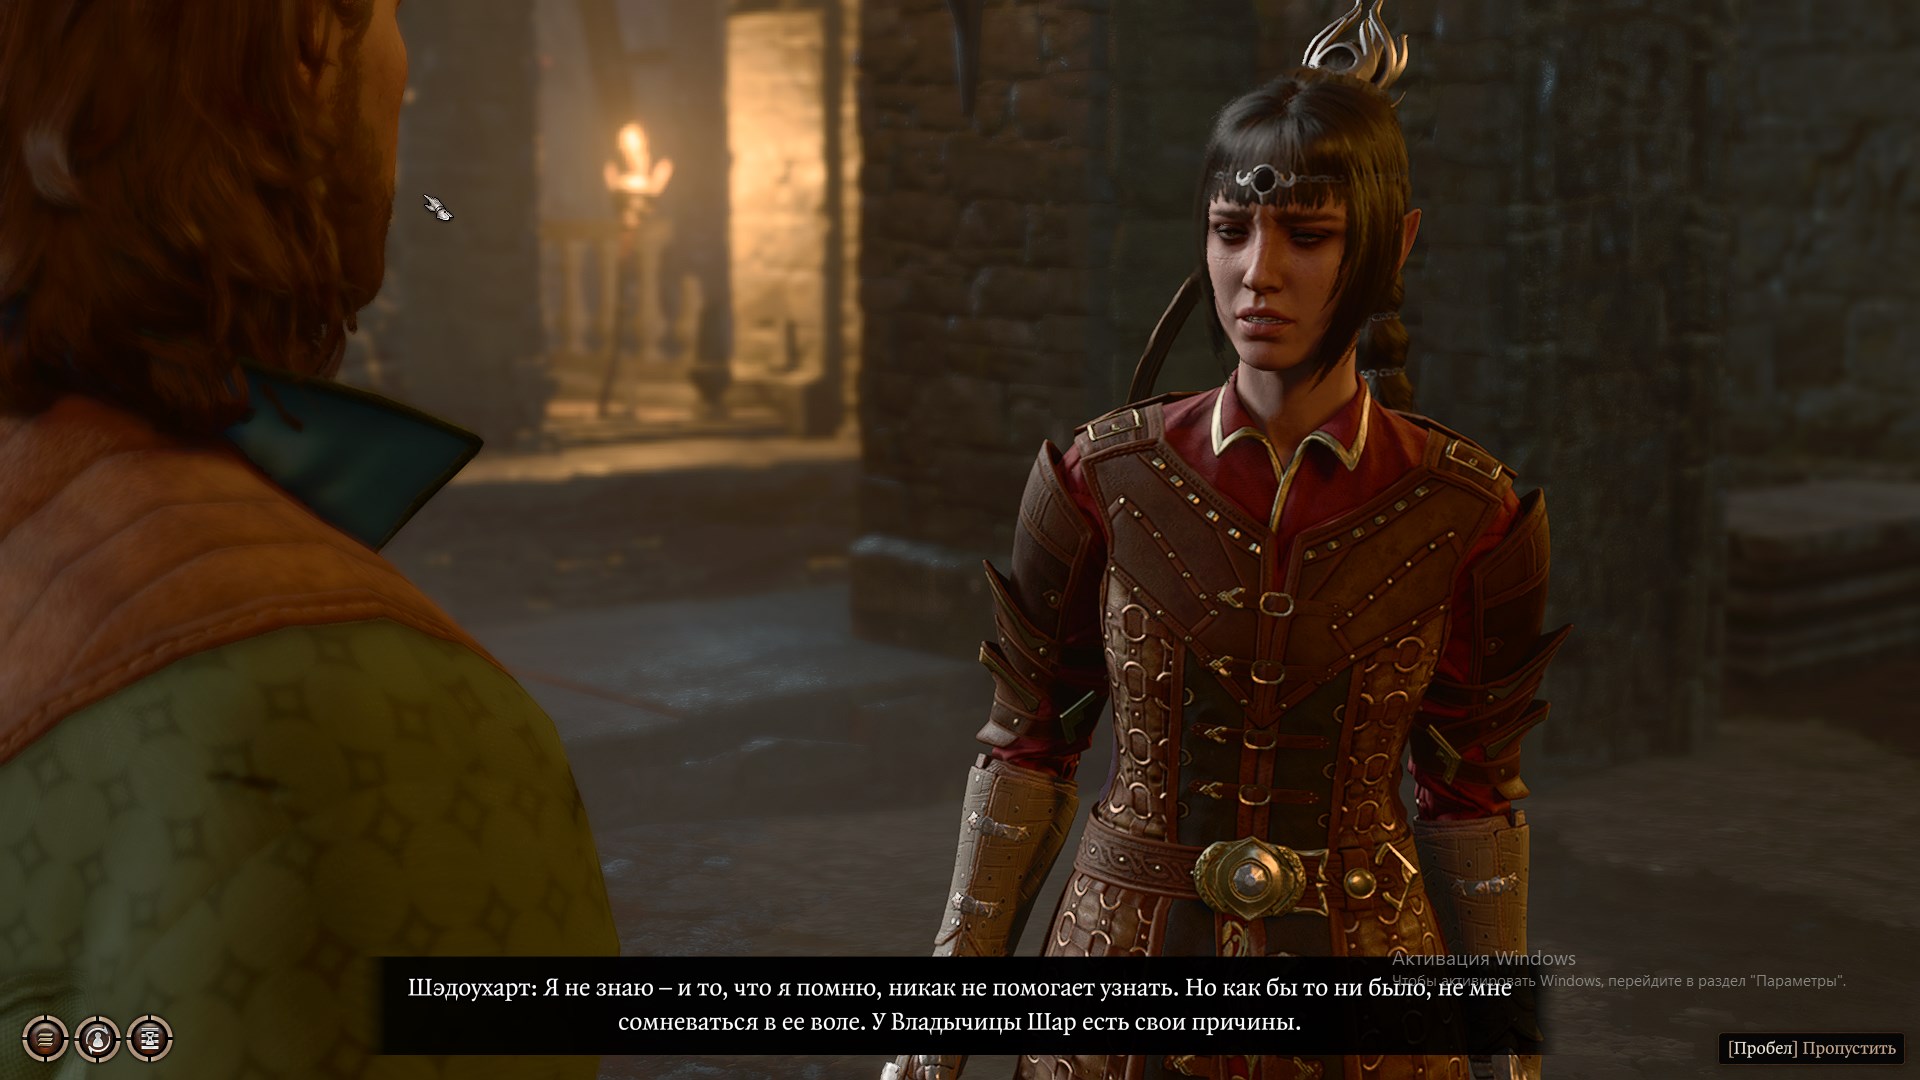 Активация Windows
Чтобы активировать Windows, перейдите в раздел "Параметры".
Шэдоухарт: Я не знаю – и то, что я помню, никак не помогает узнать. Но как бы то ни было, не мне
сомневаться в ее воле. У Владычицы Шар есть свои причины.
[Пробел] Пропустить